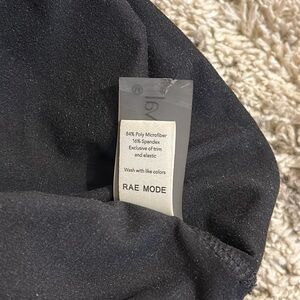 84% Poly Microfiber
16% Spandex
Exclusive of trim
and elastic
Wash with like colors
RAE MODE